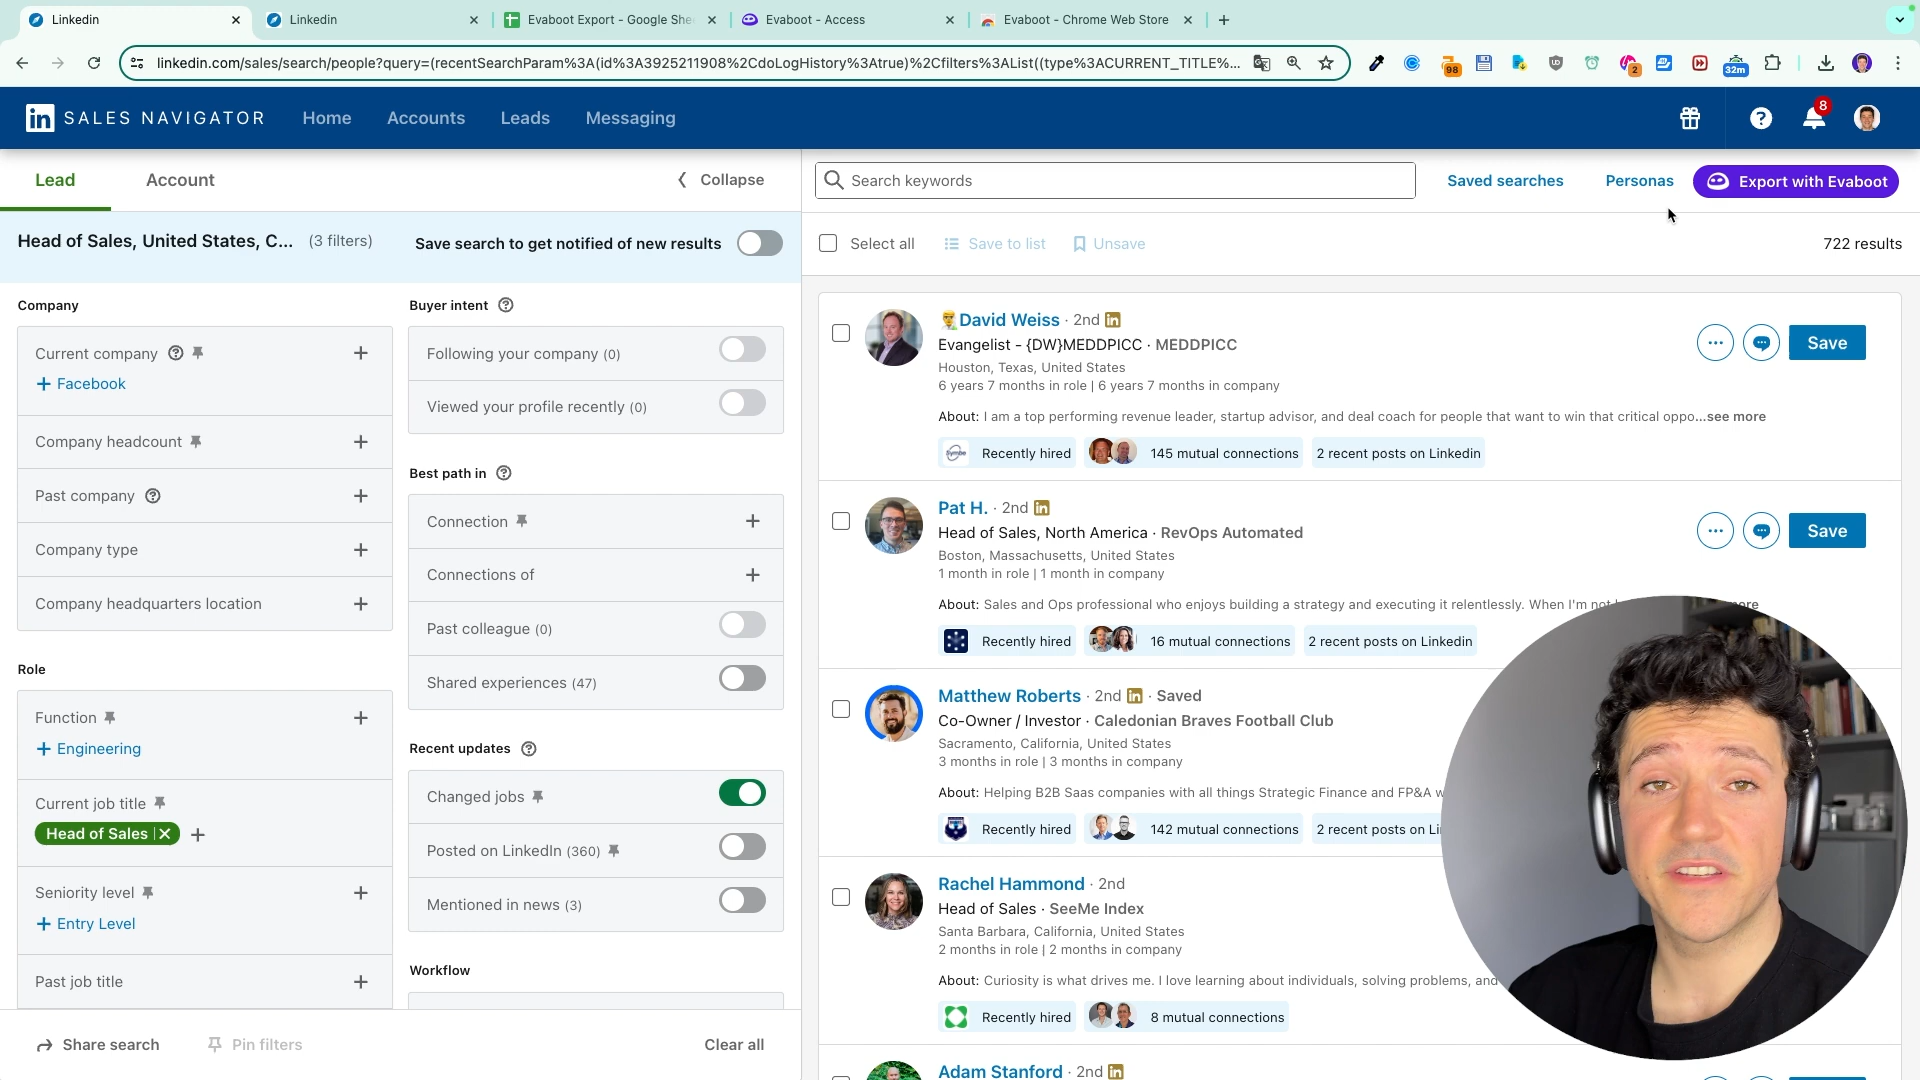 Linkedin
Linkedin
Evaboot Export - Google She
Evaboot - Access
Evaboot - Chrome Web Store
linkedin.com/sales/search/people?query=(recentSearchParam%3A(id%3A3925211908%2CdoLogHistory%3Atrue)%2Cfilters%3AList((type%3ACURRENT_TITLE%...
98
2
32m
in SALES NAVIGATOR
Home
Accounts
Leads
Messaging
8
Lead
Account
Collapse
Search keywords
Saved searches
Personas
Export with Evaboot
Head of Sales, United States, C... (3 filters)
Save search to get notified of new results
Select all
Save to list
Unsave
722 results
Company
Current company
+ Facebook
Company headcount
Past company
Company type
Company headquarters location
Role
Function
+ Engineering
Current job title
Head of Sales
Seniority level
+ Entry Level
Past job title
Buyer intent
Following your company (0)
Viewed your profile recently (0)
Best path in
Connection
Connections of
Past colleague (0)
Shared experiences (47)
Recent updates
Changed jobs
Posted on LinkedIn (360)
Mentioned in news (3)
Workflow
Share search
Pin filters
Clear all
David Weiss · 2nd in
Evangelist - {DW}MEDDPICC · MEDDPICC
Houston, Texas, United States
6 years 7 months in role | 6 years 7 months in company
About: I am a top performing revenue leader, startup advisor, and deal coach for people that want to win that critical oppo...see more
Recently hired
145 mutual connections
2 recent posts on Linkedin
Save
Pat H. · 2nd in
Head of Sales, North America · RevOps Automated
Boston, Massachusetts, United States
1 month in role | 1 month in company
About: Sales and Ops professional who enjoys building a strategy and executing it relentlessly. When I'm not
Recently hired
16 mutual connections
2 recent posts on Linkedin
Save
Matthew Roberts · 2nd in · Saved
Co-Owner / Investor · Caledonian Braves Football Club
Sacramento, California, United States
3 months in role | 3 months in company
About: Helping B2B Saas companies with all things Strategic Finance and FP&A w
Recently hired
142 mutual connections
2 recent posts on Li
Rachel Hammond · 2nd
Head of Sales · SeeMe Index
Santa Barbara, California, United States
2 months in role | 2 months in company
About: Curiosity is what drives me. I love learning about individuals, solving problems, and
Recently hired
8 mutual connections
Adam Stanford · 2nd in